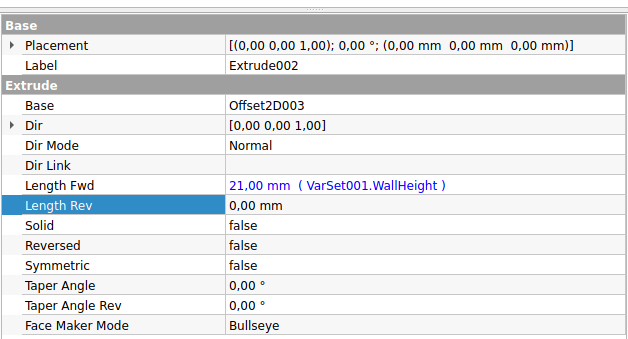 Base
Placement [(0,00 0,00 1,00); 0,00 °; (0,00 mm 0,00 mm 0,00 mm)]
Label Extrude002
Extrude
Base Offset2D003
Dir [0,00 0,00 1,00]
Dir Mode Normal
Dir Link
Length Fwd 21,00 mm ( VarSet001.WallHeight )
Length Rev 0,00 mm
Solid false
Reversed false
Symmetric false
Taper Angle 0,00 °
Taper Angle Rev 0,00 °
Face Maker Mode Bullseye